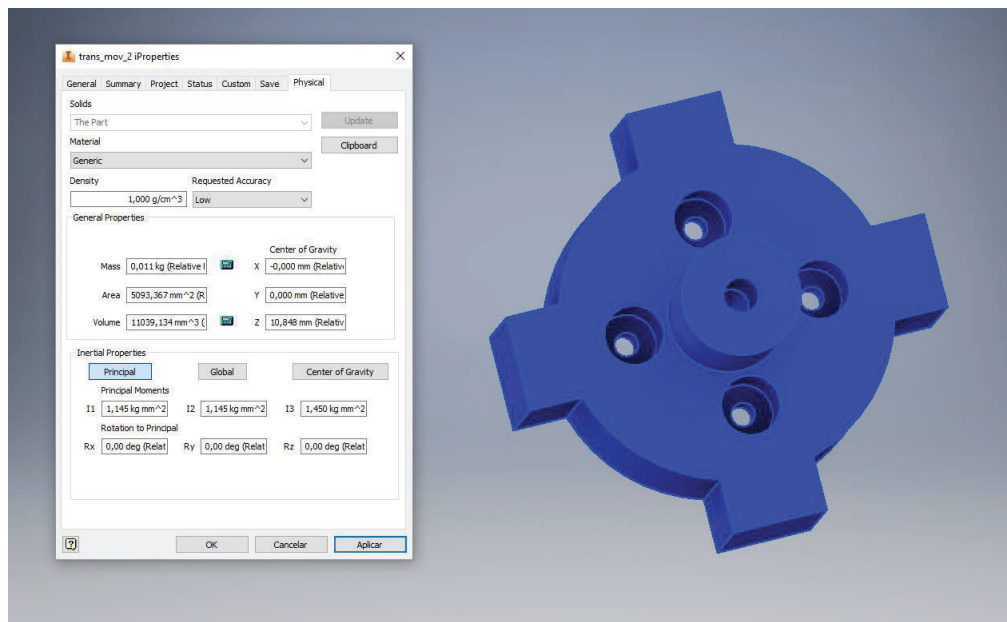 trans_mov_2 iProperties
General Summary Project Status Custom Save Physical
Solids
The Part
Update
Material
Clipboard
Generic
Density Requested Accuracy
1,000 g/cm^3 Low
General Properties
Center of Gravity
Mass 0,011 kg (Relative X -0,000 mm (Relativ
Area 5093,367 mm^2 (R Y 0,000 mm (Relative
Volume 11039,134 mm^3 ( Z 10,848 mm (Relativ
Inertial Properties
Principal Global Center of Gravity
Principal Moments
I1 1,145 kg mm^2 I2 1,145 kg mm^2 I3 1,450 kg mm^2
Rotation to Principal
Rx 0,00 deg (Relat Ry 0,00 deg (Relat Rz 0,00 deg (Relat
? OK Cancelar Aplicar